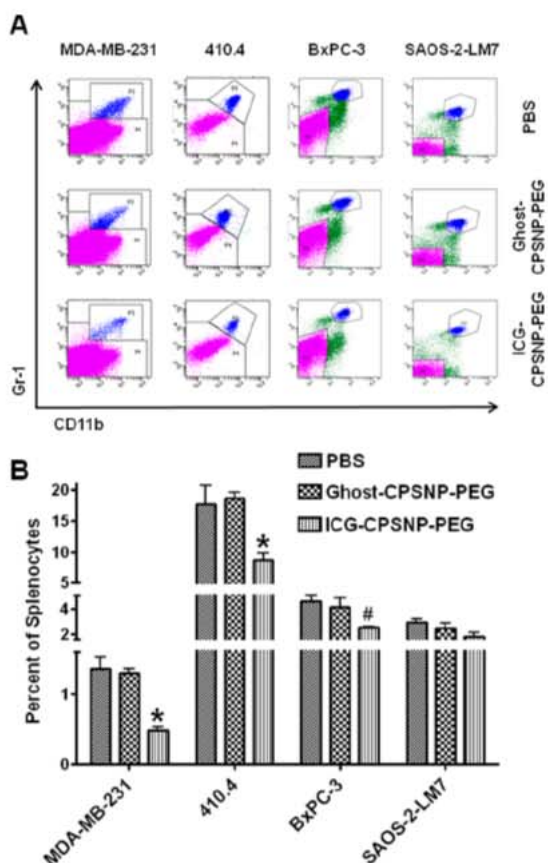 A
MDA-MB-231 410.4 BxPC-3 SAOS-2-LM7
PBS
Ghost-
CPSNP-PEG
ICG-
CPSNP-PEG
Gr-1
CD11b
B
PBS
Ghost-CPSNP-PEG
ICG-CPSNP-PEG
Percent of Splenocytes
20
15
10
5
4
2
1
0
*
*
#
MDA-MB-231
410.4
BxPC-3
SAOS-2-LM7